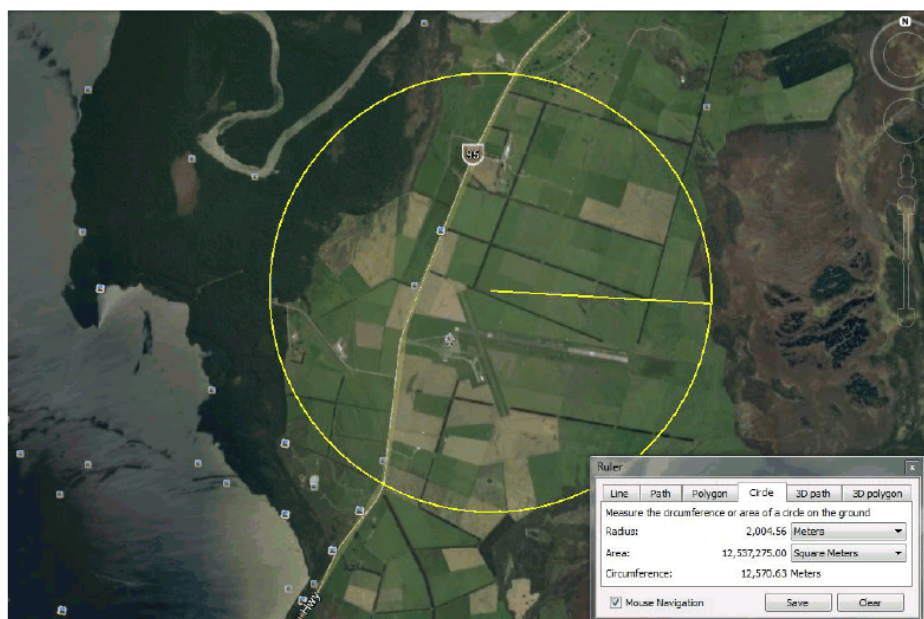 N
95
Ruler
Line Path Polygon Circle 3D path 3D polygon
Measure the circumference or area of a circle on the ground
Radius: 2,004.56 Meters
Area: 12,537,275.00 Square Meters
Circumference: 12,570.63 Meters
Mouse Navigation Save Clear
Hwy